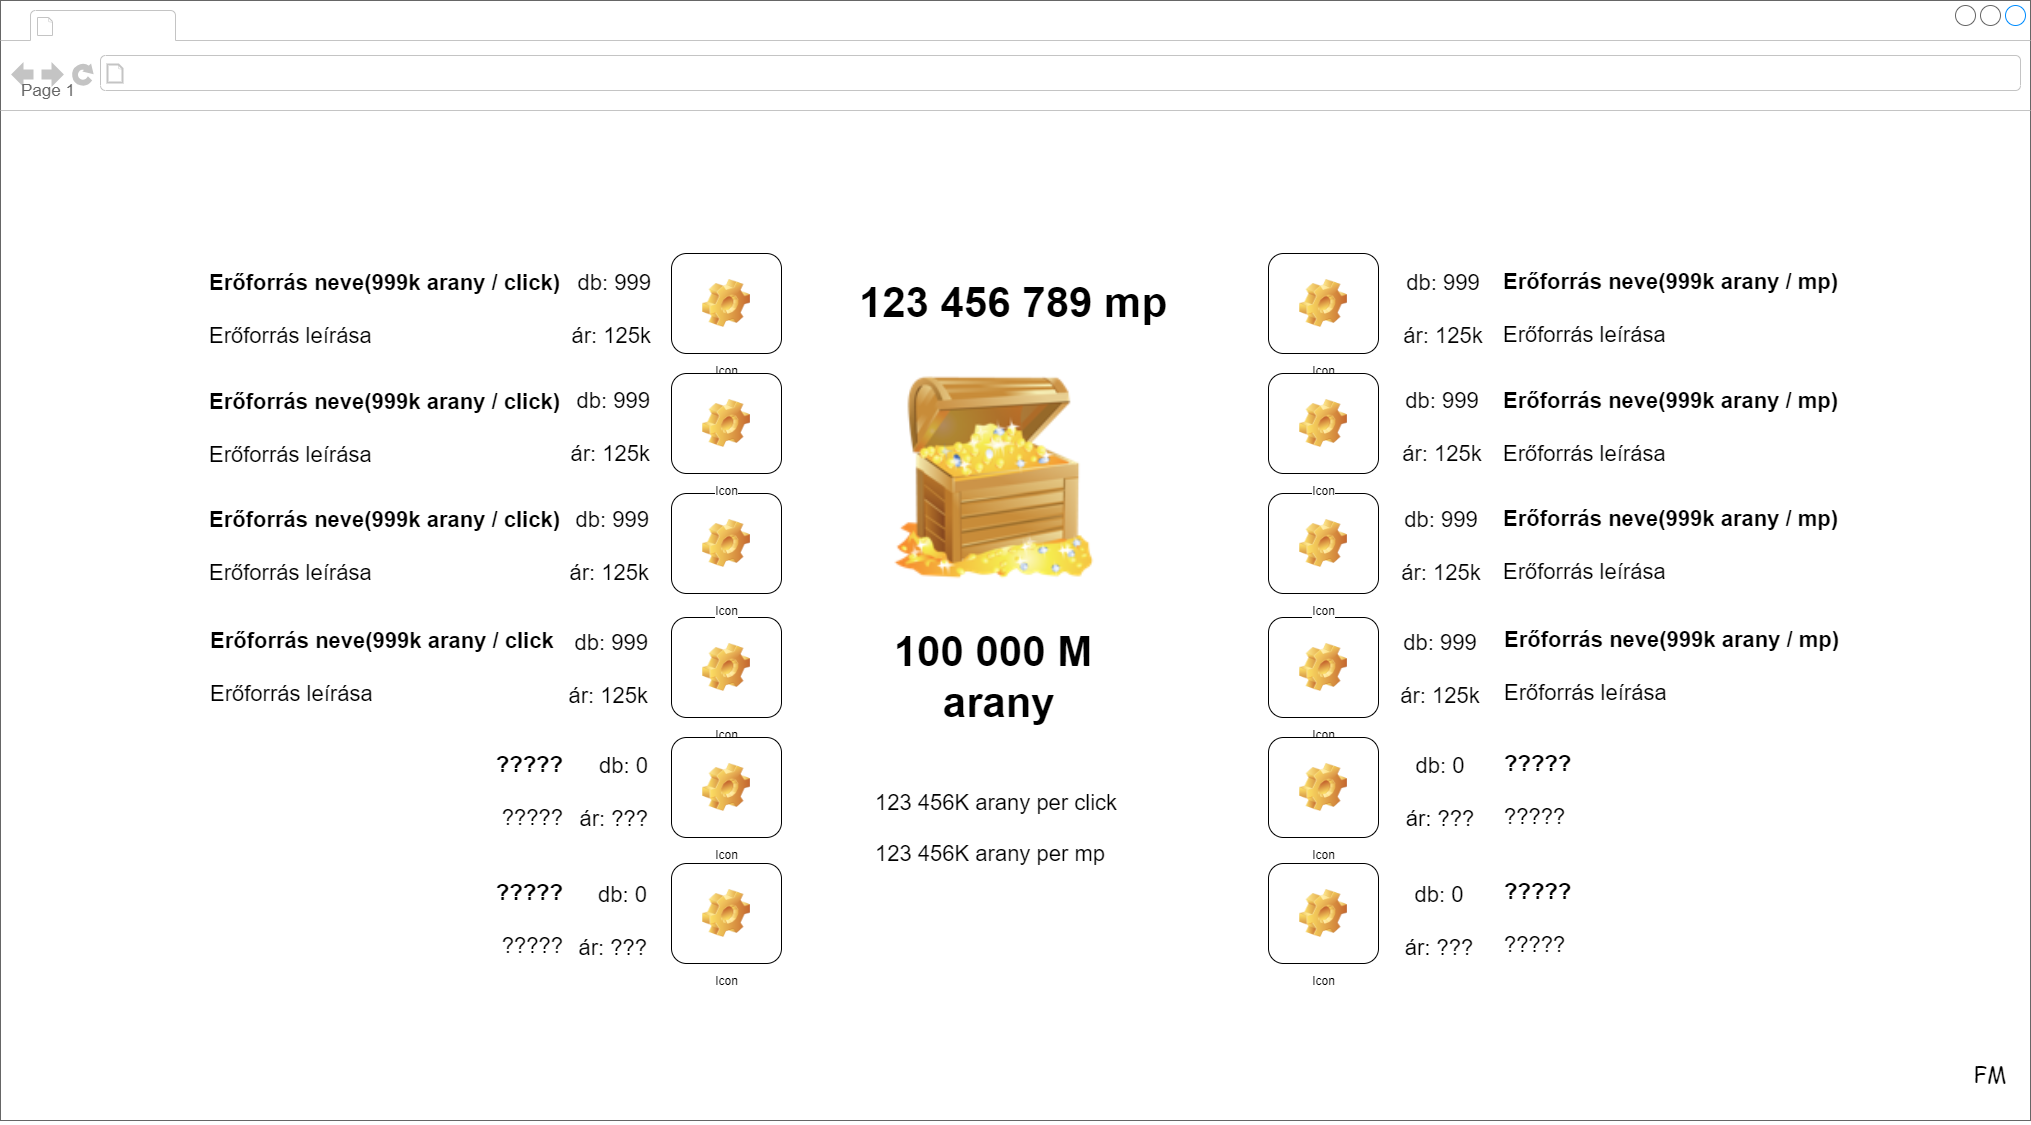 Page 1
Erőforrás neve(999k arany / click) db: 999
Erőforrás leírása ár: 125k
Icon
Erőforrás neve(999k arany / click) db: 999
Erőforrás leírása ár: 125k
Icon
Erőforrás neve(999k arany / click) db: 999
Erőforrás leírása ár: 125k
Icon
Erőforrás neve(999k arany / click db: 999
Erőforrás leírása ár: 125k
Icon
????? db: 0
????? ár: ???
Icon
????? db: 0
????? ár: ???
Icon
123 456 789 mp
100 000 M
arany
123 456K arany per click
123 456K arany per mp
db: 999 Erőforrás neve(999k arany / mp)
ár: 125k Erőforrás leírása
Icon
db: 999 Erőforrás neve(999k arany / mp)
ár: 125k Erőforrás leírása
Icon
db: 999 Erőforrás neve(999k arany / mp)
ár: 125k Erőforrás leírása
Icon
db: 999 Erőforrás neve(999k arany / mp)
ár: 125k Erőforrás leírása
Icon
db: 0 ?????
ár: ??? ?????
Icon
db: 0 ?????
ár: ??? ?????
Icon
FM